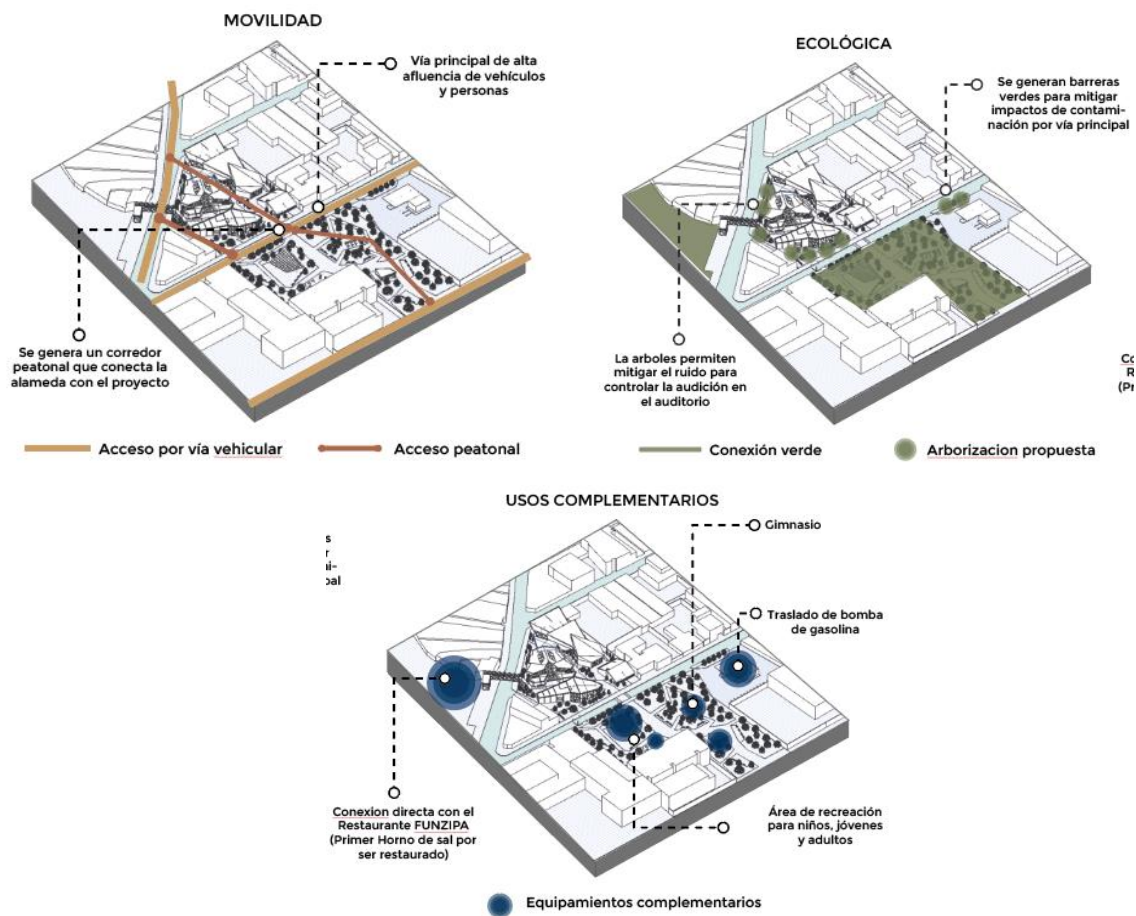 MOVILIDAD
Vía principal de alta
afluencia de vehículos
y personas
Se genera un corredor
peatonal que conecta la
alameda con el proyecto
Acceso por vía vehicular
Acceso peatonal
ECOLÓGICA
Se generan barreras
verdes para mitigar
impactos de contami-
nación por vía principal
La arboles permiten
mitigar el ruido para
controlar la audición en
el auditorio
Co
R
(Pr
Conexión verde
Arborizacion propuesta
USOS COMPLEMENTARIOS
s
r
ni-
pal
Gimnasio
Traslado de bomba
de gasolina
Conexion directa con el
Restaurante FUNZIPA
(Primer Horno de sal por
ser restaurado)
Área de recreación
para niños, jóvenes
y adultos
Equipamientos complementarios